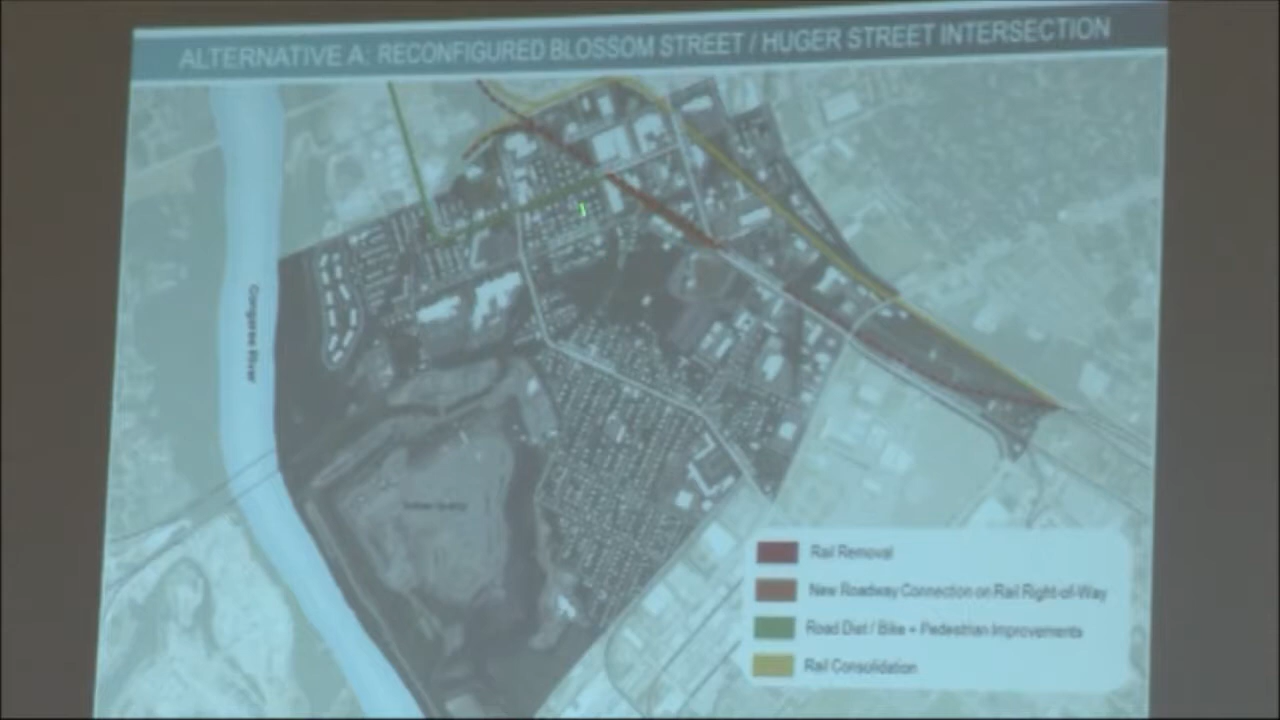 ALTERNATIVE A: RECONFIGURED BLOSSOM STREET / HUGER STREET INTERSECTION
Congaree River
Rail Removal
New Roadway Connection on Rail Right-of-Way
Road Diet / Bike + Pedestrian Improvements
Rail Consolidation